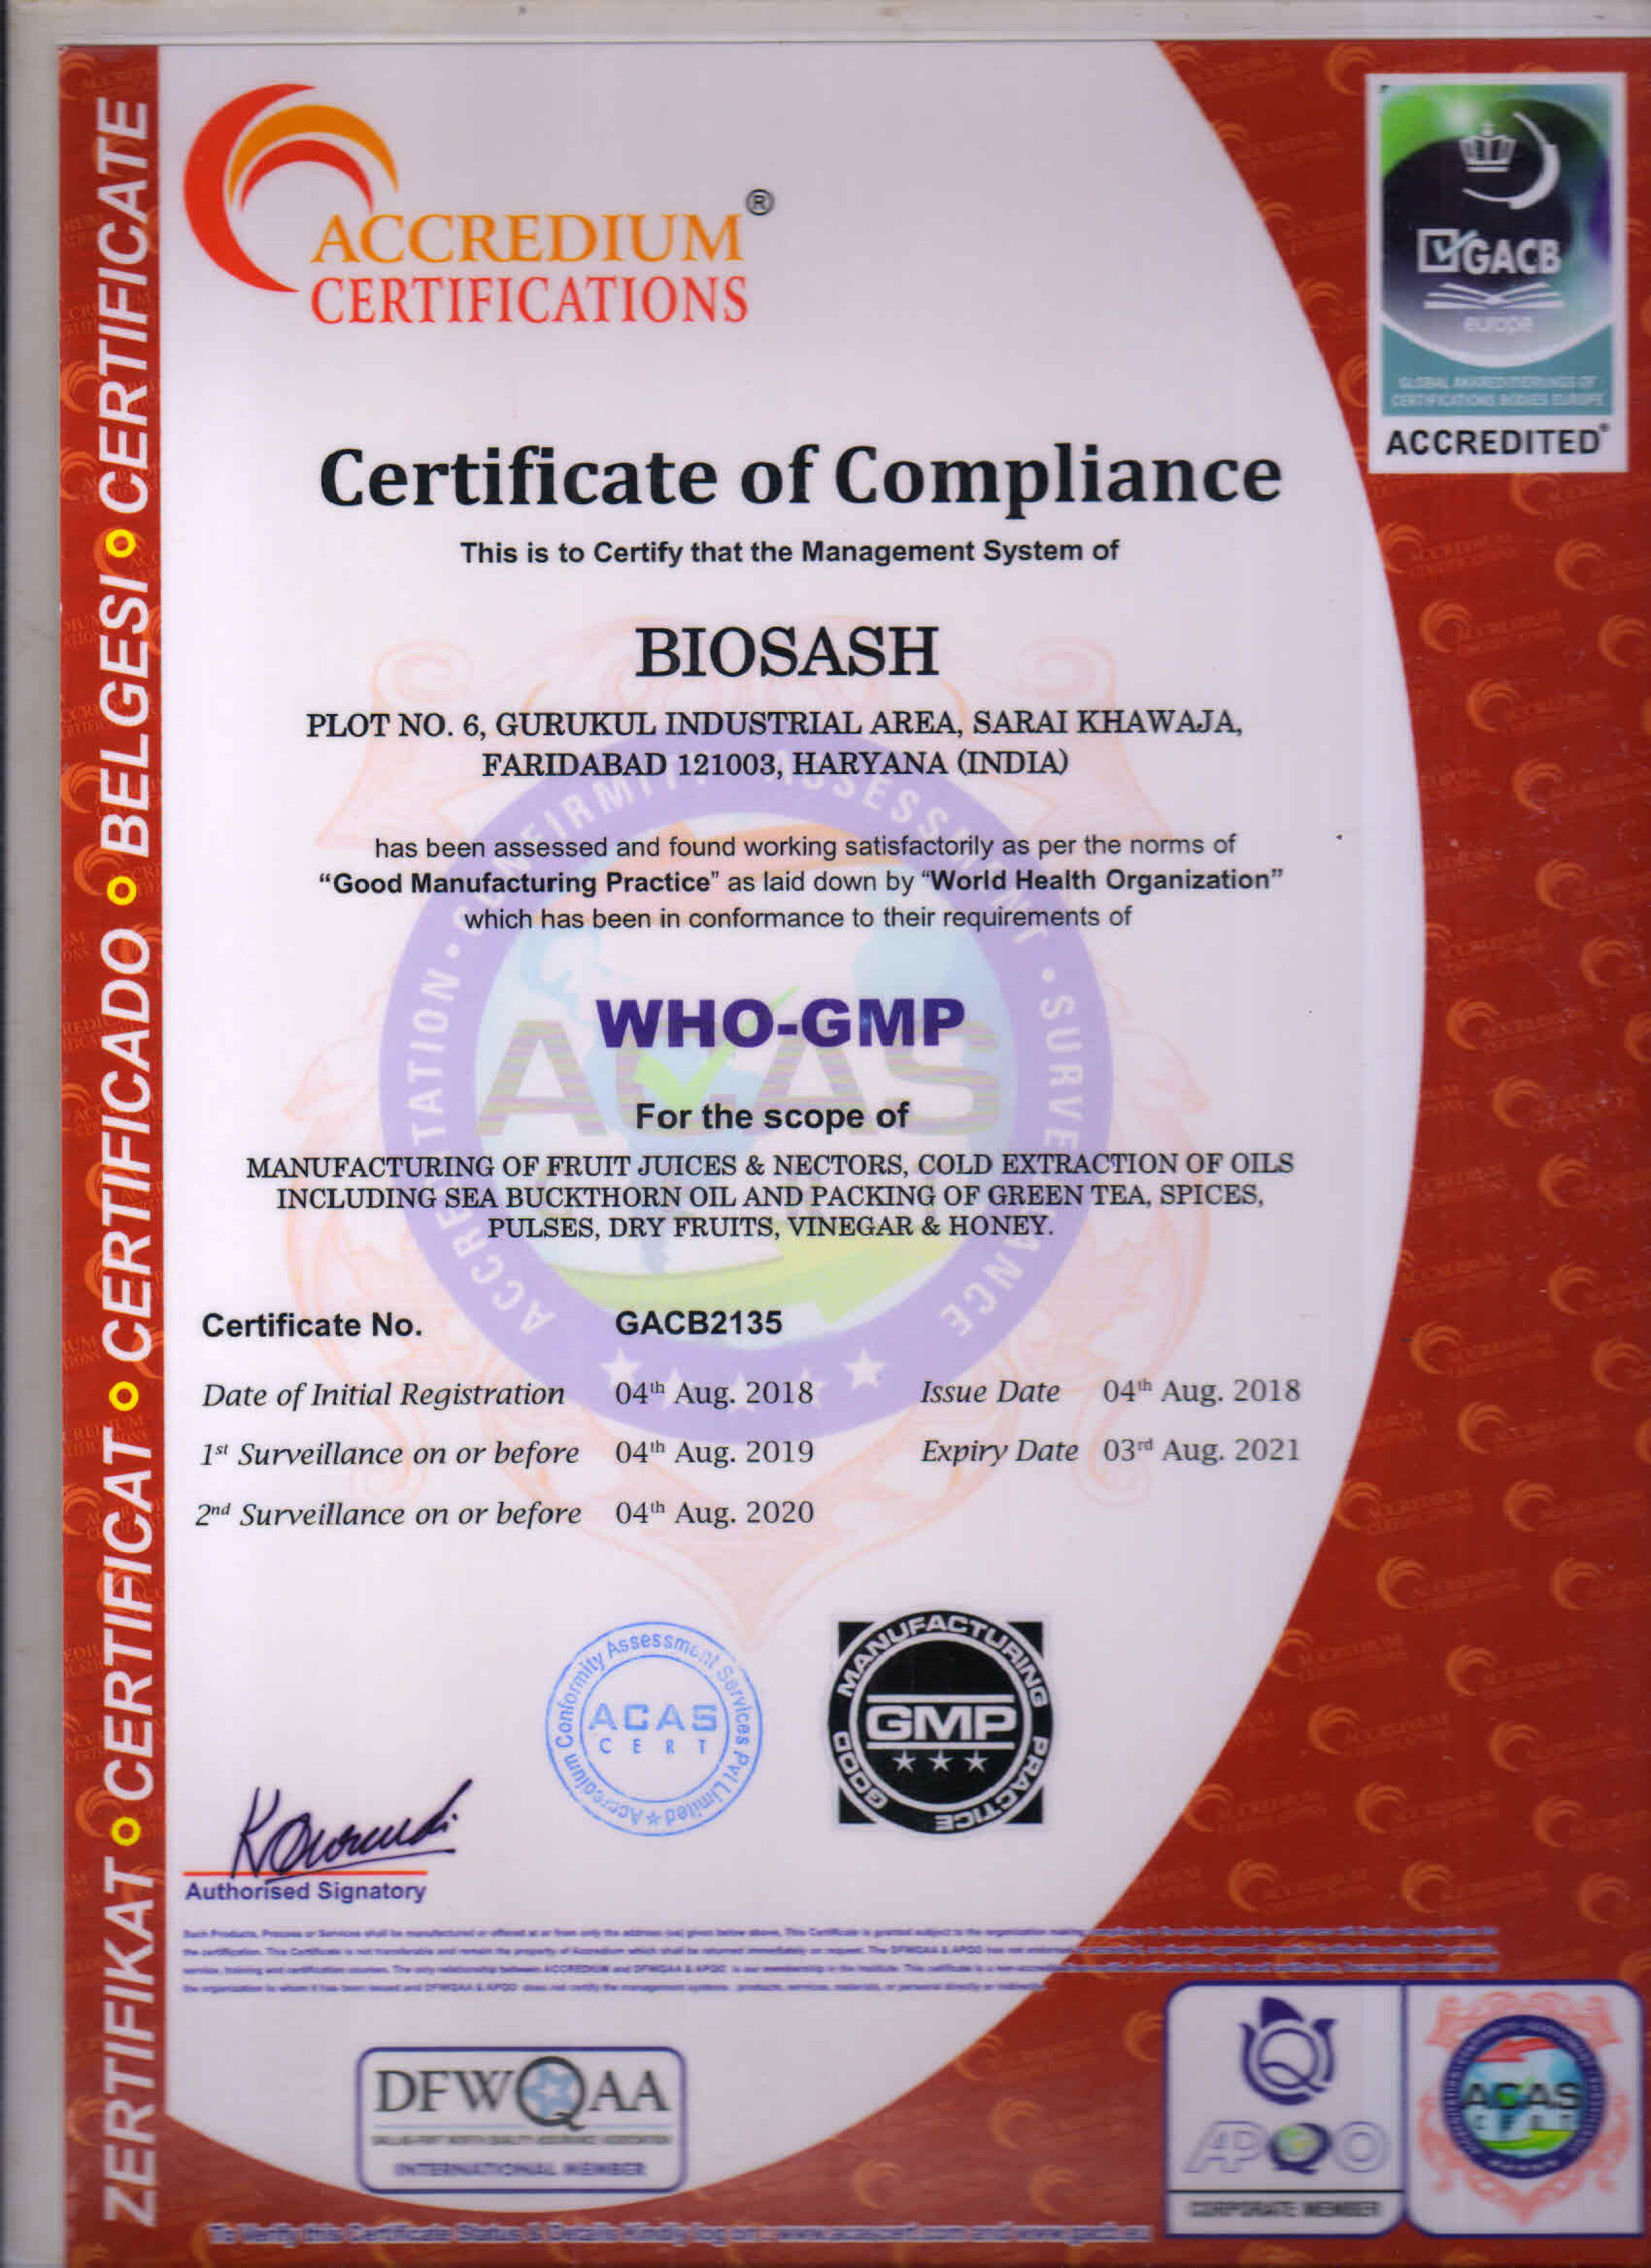 ZERTIFIKAT • CERTIFICAT • CERTIFICADO • BELGESI • CERTIFICATE
ACCREDIUM ®
CERTIFICATIONS
GACB
europe
GLOBAL AKKREDITIERUNGS OF
CERTIFICATIONS BODIES EUROPE
ACCREDITED®
Certificate of Compliance
This is to Certify that the Management System of
BIOSASH
PLOT NO. 6, GURUKUL INDUSTRIAL AREA, SARAI KHAWAJA,
FARIDABAD 121003, HARYANA (INDIA)
has been assessed and found working satisfactorily as per the norms of
“Good Manufacturing Practice” as laid down by “World Health Organization”
which has been in conformance to their requirements of
WHO-GMP
For the scope of
MANUFACTURING OF FRUIT JUICES & NECTORS, COLD EXTRACTION OF OILS
INCLUDING SEA BUCKTHORN OIL AND PACKING OF GREEN TEA, SPICES,
PULSES, DRY FRUITS, VINEGAR & HONEY.
Certificate No. GACB2135
Date of Initial Registration 04th Aug. 2018 Issue Date 04th Aug. 2018
1st Surveillance on or before 04th Aug. 2019 Expiry Date 03rd Aug. 2021
2nd Surveillance on or before 04th Aug. 2020
Accredium Conformity Assessment Services Pvt Limited
ACAS
CERT
GOOD MANUFACTURING PRACTICE
GMP
Authorised Signatory
DFWQAA
DALLAS-FORT WORTH QUALITY ASSURANCE ASSOCIATION
INTERNATIONAL MEMBER
APQO
CORPORATE MEMBER
ACAS
CERT
To Verify this Certificate Status & Details Kindly log on : www.acascert.com and www.gacb.eu